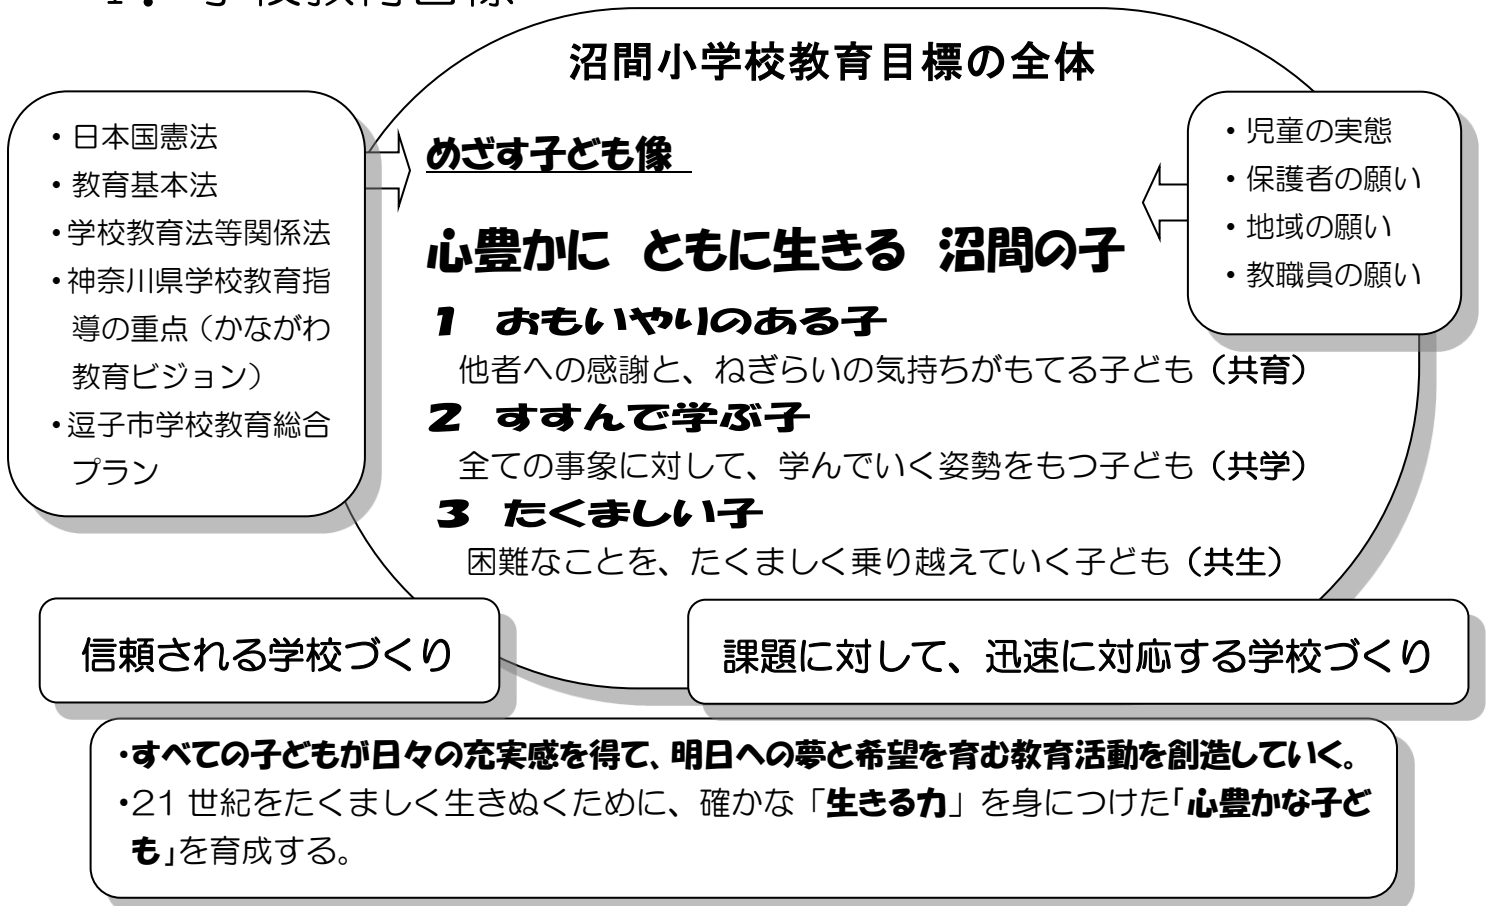 沼間小学校教育目標の全体
・日本国憲法
・教育基本法
・学校教育法等関係法
・神奈川県学校教育指
導の重点（かながわ
教育ビジョン）
・逗子市学校教育総合
プラン
めざす子ども像
心豊かに ともに生きる 沼間の子
1 おもいやりのある子
他者への感謝と、ねぎらいの気持ちがもてる子ども（共育）
2 すすんで学ぶ子
全ての事象に対して、学んでいく姿勢をもつ子ども（共学）
3 たくましい子
困難なことを、たくましく乗り越えていく子ども（共生）
・児童の実態
・保護者の願い
・地域の願い
・教職員の願い
信頼される学校づくり
課題に対して、迅速に対応する学校づくり
・すべての子どもが日々の充実感を得て、明日への夢と希望を育む教育活動を創造していく。
・21 世紀をたくましく生きぬくために、確かな「生きる力」を身につけた「心豊かな子ど
も」を育成する。